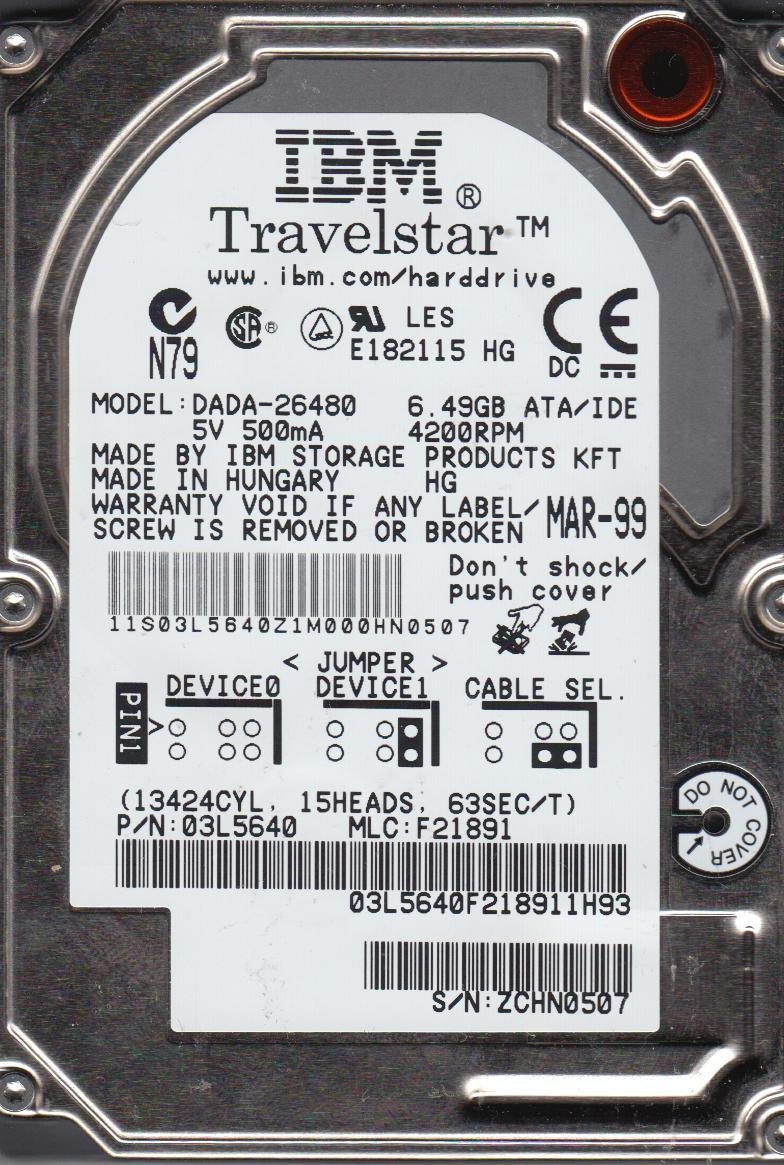 IBM®
Travelstar™
www.ibm.com/harddrive
N79
SA® LES
E182115 HG
CE
DC
MODEL:DADA-26480 6.49GB ATA/IDE
5V 500mA 4200RPM
MADE BY IBM STORAGE PRODUCTS KFT
MADE IN HUNGARY HG
WARRANTY VOID IF ANY LABEL/
SCREW IS REMOVED OR BROKEN MAR-99
Don't shock/
push cover
11S03L5640Z1M000HN0507
< JUMPER >
DEVICE0 DEVICE1 CABLE SEL.
PIN1
(13424CYL, 15HEADS, 63SEC/T)
P/N:03L5640 MLC:F21891
DO NOT COVER
03L5640F218911H93
S/N:ZCHN0507